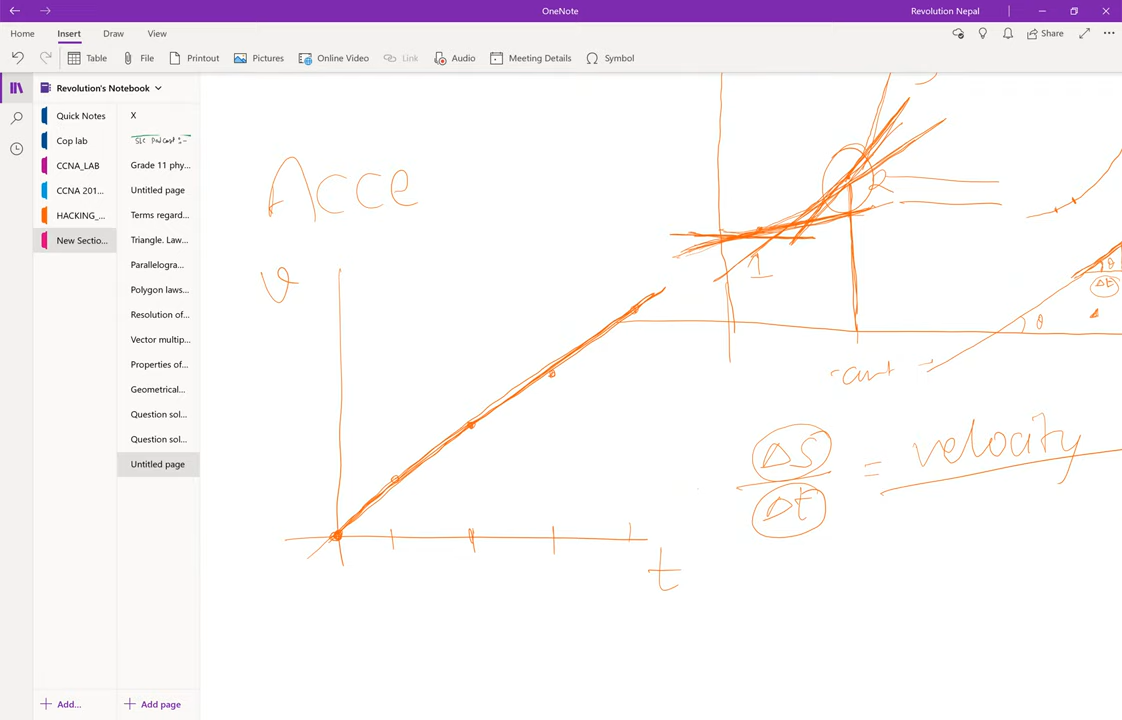 OneNote
Revolution Nepal
Home
Insert
Draw
View
Share
Table
File
Printout
Pictures
Online Video
Link
Audio
Meeting Details
Symbol
Revolution's Notebook
Quick Notes
Cop lab
CCNA_LAB
CCNA 201...
HACKING_...
New Sectio...
X
Grade 11 phy...
Untitled page
Terms regard...
Triangle. Law...
Parallelogra...
Polygon laws...
Resolution of...
Vector multip...
Properties of...
Geometrical...
Question sol...
Question sol...
Untitled page
Add...
Add page
Acce
v
t
1
2
θ
Δt
θ
ΔS
Δt
= velocity